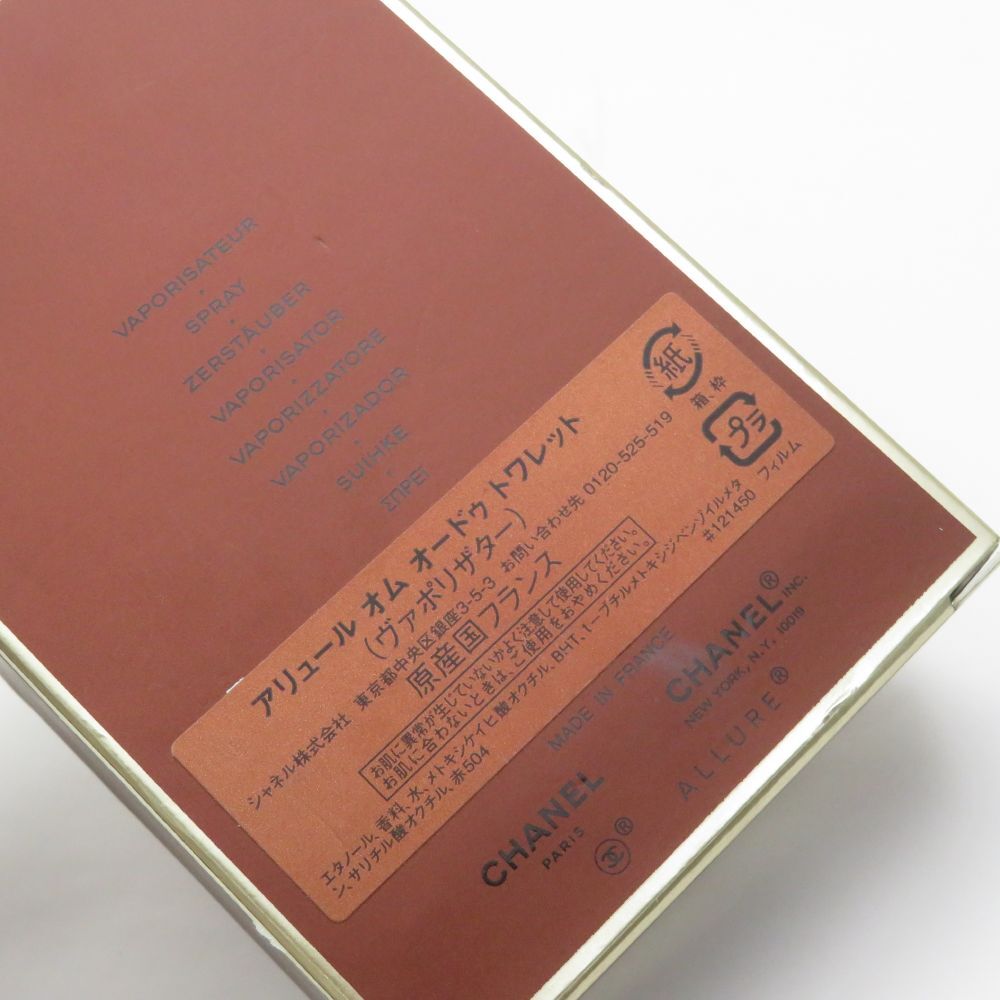 VAPORISATEUR
SPRAY
ZERSTÄUBER
VAPORISATOR
VAPORIZZATORE
VAPORIZADOR
SUIHKE
ΣΠΡΕΪ
紙
箱、枠
プラ
フィルム
アリュール オム オードゥ トワレット
(ヴァポリザター)
シャネル株式会社 東京都中央区銀座3-5-3 お問い合わせ先 0120-525-519
原産国フランス
お肌に異常が生じていないかよく注意して使用してください。
お肌に合わないときは、ご使用をおやめください。
エタノール、香料、水、メトキシケイヒ酸オクチル、BHT、1ーブチルメトキシジベンゾイルメタ
ン、サリチル酸オクチル、赤504
#121450
MADE IN FRANCE
CHANEL
PARIS
®
CHANEL® INC.
NEW YORK, N.Y. 10019
ALLURE®